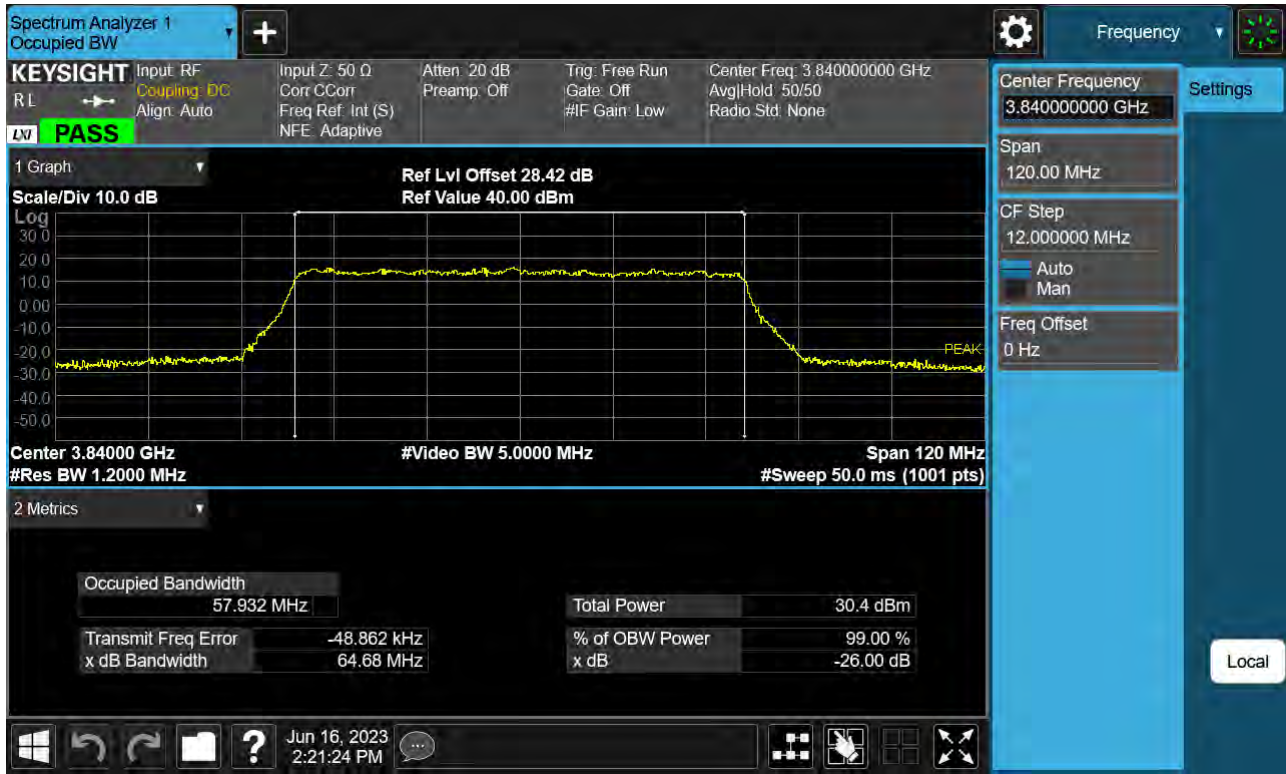 Spectrum Analyzer 1
Occupied BW
Frequency
KEYSIGHT
RL
LXI
PASS
Input: RF
Coupling: DC
Align: Auto
Input Z: 50 Ω
Corr CCorr
Freq Ref: Int (S)
NFE: Adaptive
Atten: 20 dB
Preamp: Off
Trig: Free Run
Gate: Off
#IF Gain: Low
Center Freq: 3.840000000 GHz
Avg|Hold: 50/50
Radio Std: None
1 Graph
Scale/Div 10.0 dB
Ref Lvl Offset 28.42 dB
Ref Value 40.00 dBm
Log
30.0
20.0
10.0
0.00
-10.0
-20.0
-30.0
-40.0
-50.0
PEAK
Center 3.84000 GHz
#Video BW 5.0000 MHz
Span 120 MHz
#Res BW 1.2000 MHz
#Sweep 50.0 ms (1001 pts)
2 Metrics
Occupied Bandwidth
57.932 MHz
Transmit Freq Error -48.862 kHz
x dB Bandwidth 64.68 MHz
Total Power 30.4 dBm
% of OBW Power 99.00 %
x dB -26.00 dB
Center Frequency
3.840000000 GHz
Span
120.00 MHz
CF Step
12.000000 MHz
Auto
Man
Freq Offset
0 Hz
Settings
Local
?
Jun 16, 2023
2:21:24 PM